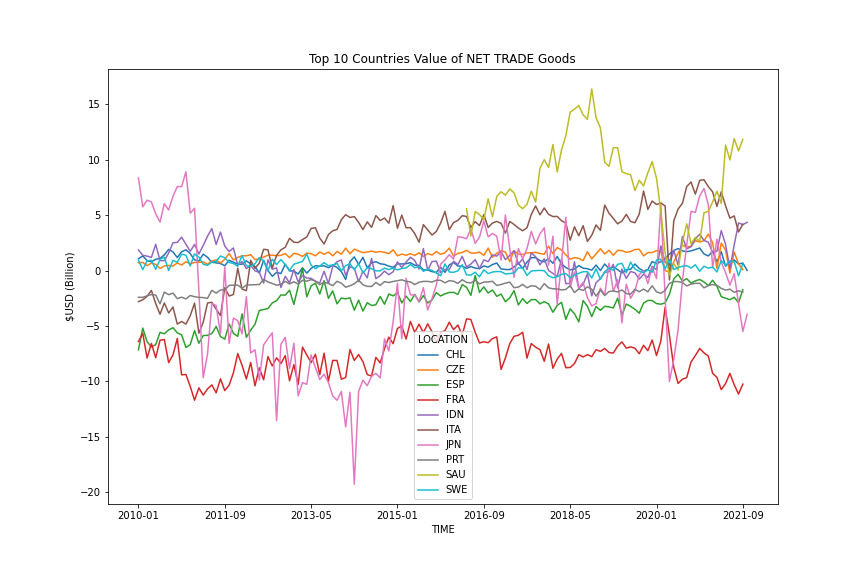 Top 10 Countries Value of NET TRADE Goods
$USD (Billion)
15
10
5
0
−5
−10
−15
−20
LOCATION
CHL
CZE
ESP
FRA
IDN
ITA
JPN
PRT
SAU
SWE
2010-01 2011-09 2013-05 2015-01 2016-09 2018-05 2020-01 2021-09
TIME